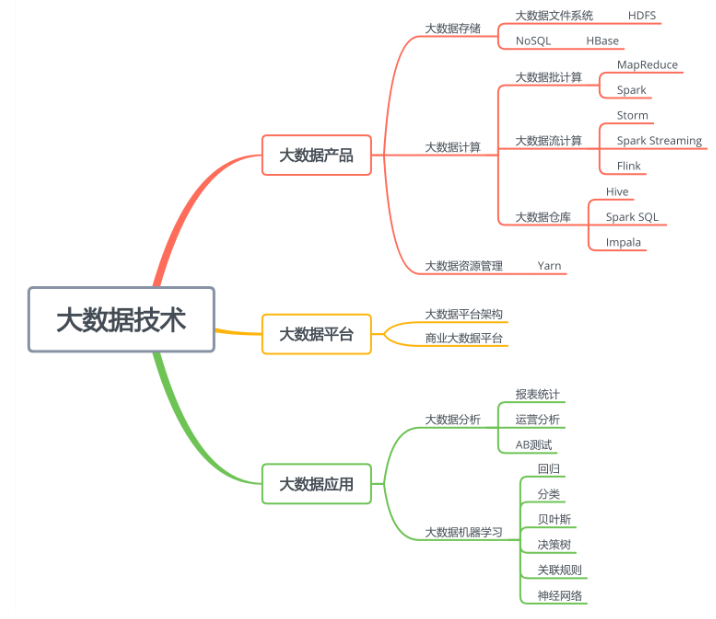 大数据技术
大数据产品
大数据存储
大数据文件系统
HDFS
NoSQL
HBase
大数据计算
大数据批计算
MapReduce
Spark
大数据流计算
Storm
Spark Streaming
Flink
大数据仓库
Hive
Spark SQL
Impala
大数据资源管理
Yarn
大数据平台
大数据平台架构
商业大数据平台
大数据应用
大数据分析
报表统计
运营分析
AB测试
大数据机器学习
回归
分类
贝叶斯
决策树
关联规则
神经网络